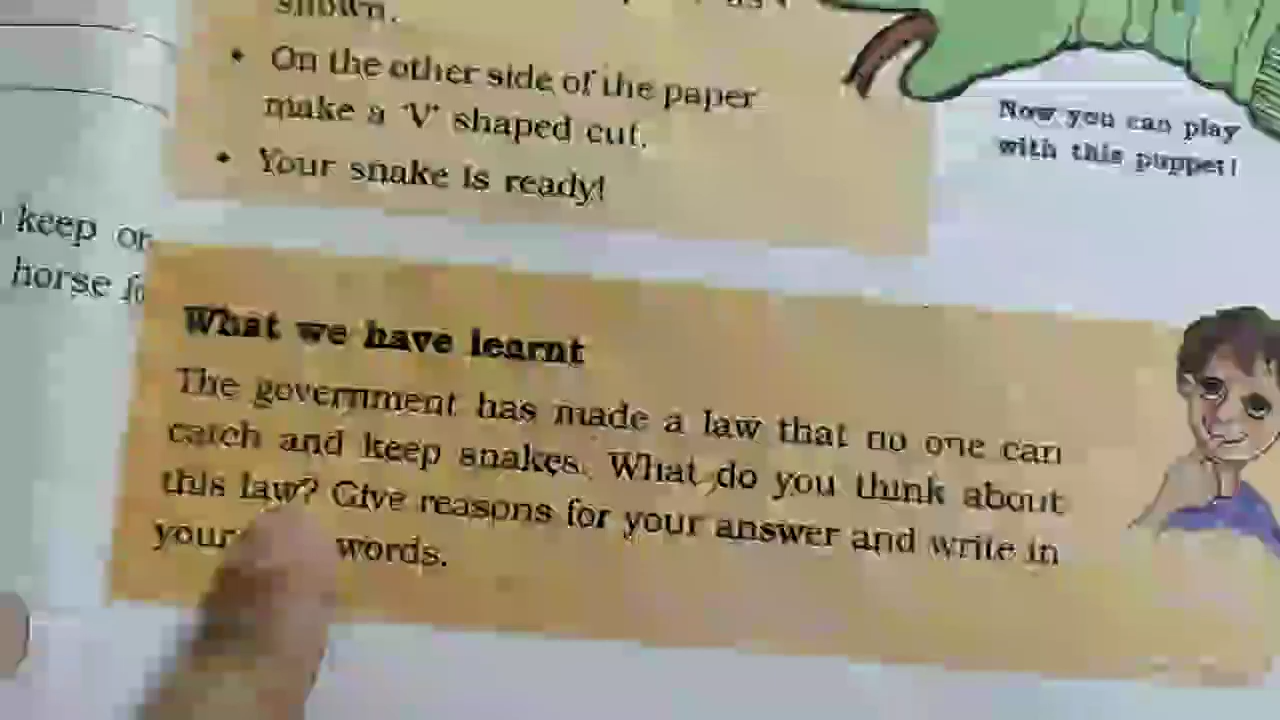 shown.
• On the other side of the paper
make a 'V' shaped cut.
• Your snake is ready!
Now you can play
with this puppet!
keep
horse
What we have learnt
The government has made a law that no one can
catch and keep snakes. What do you think about
this law? Give reasons for your answer and write in
your words.